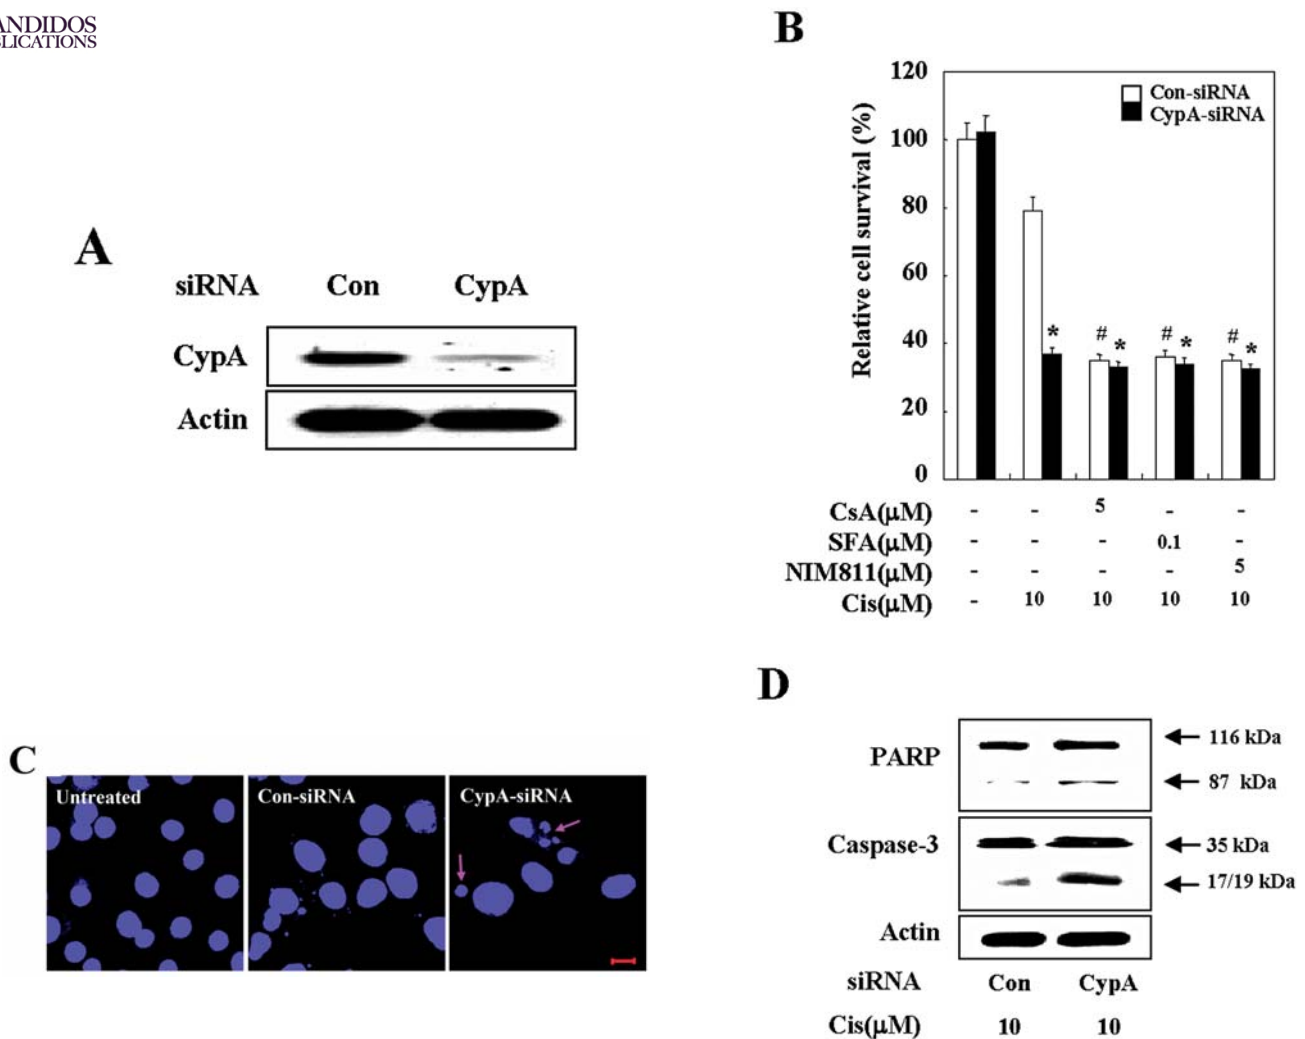 ANDIDOS
BLICATIONS
A
siRNA Con CypA
CypA
Actin
B
Relative cell survival (%)
120
100
80
60
40
20
0
Con-siRNA
CypA-siRNA
* # * # * # *
CsA(μM) - - 5 - -
SFA(μM) - - - 0.1 -
NIM811(μM) - - - - 5
Cis(μM) - 10 10 10 10
C
Untreated Con-siRNA CypA-siRNA
D
PARP 116 kDa
87 kDa
Caspase-3 35 kDa
17/19 kDa
Actin
siRNA Con CypA
Cis(μM) 10 10